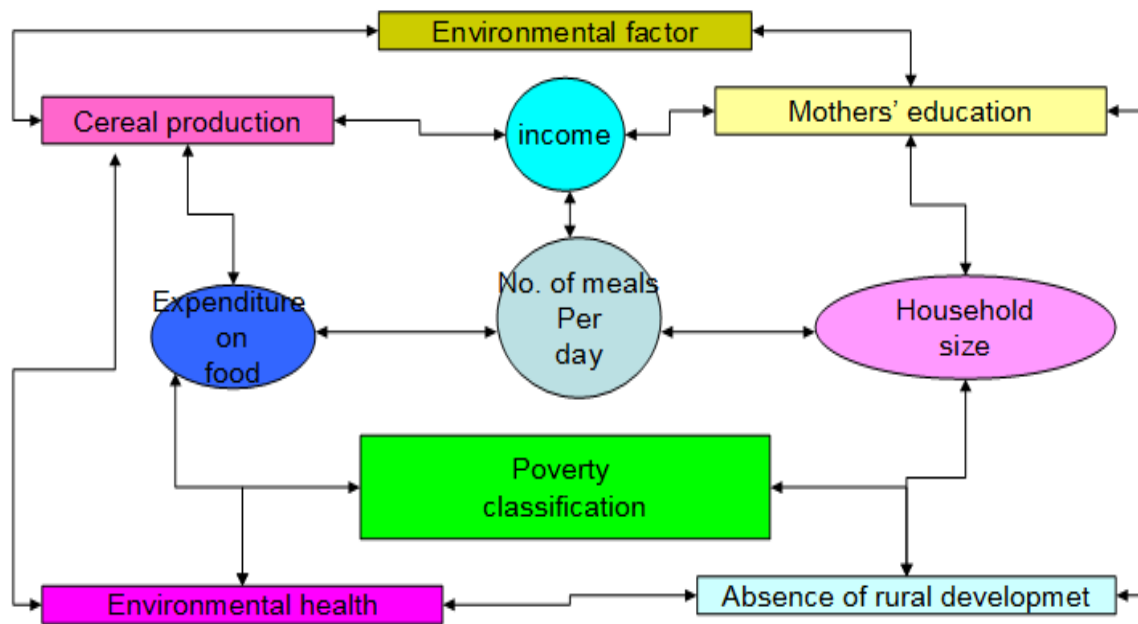 Environmental factor
Cereal production
income
Mothers' education
Expenditure
on
food
No. of meals
Per
day
Household
size
Poverty
classification
Environmental health
Absence of rural developmet